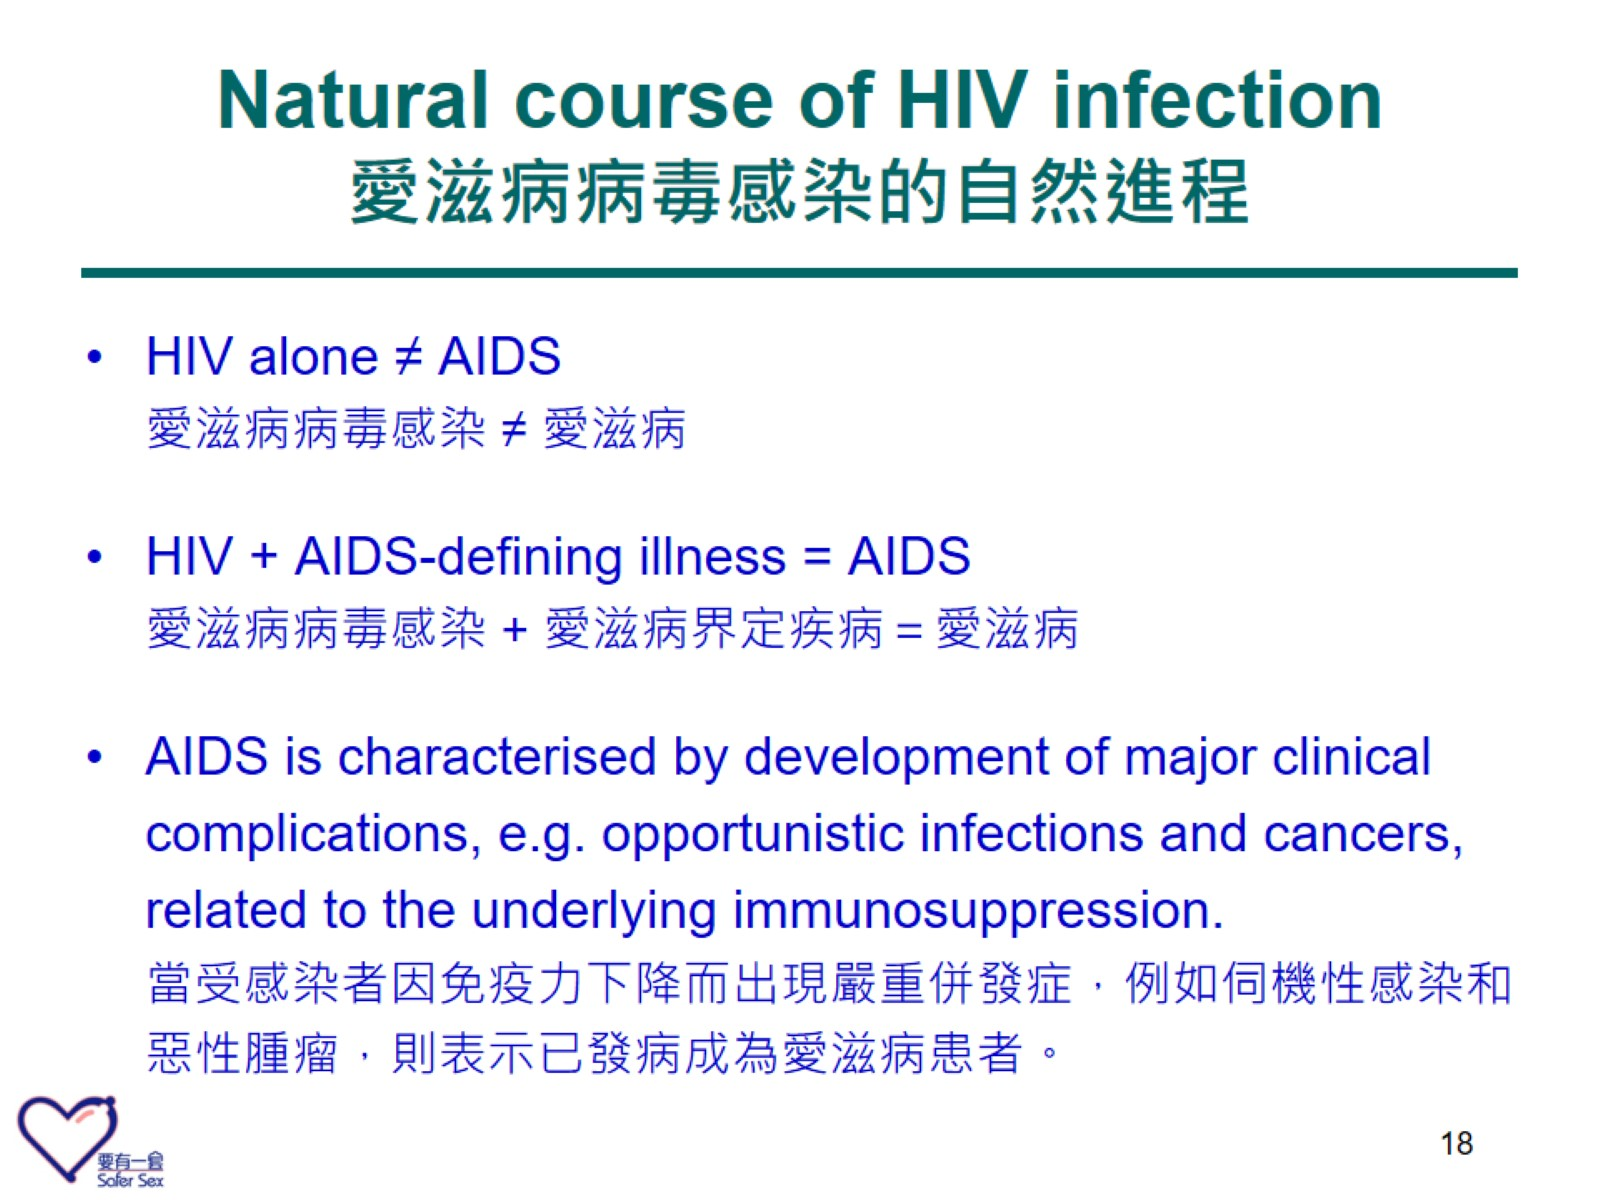 Natural course of HIV infection
愛滋病病毒感染的自然進程
• HIV alone ≠ AIDS
愛滋病病毒感染 ≠ 愛滋病
• HIV + AIDS-defining illness = AIDS
愛滋病病毒感染 + 愛滋病界定疾病 = 愛滋病
• AIDS is characterised by development of major clinical
complications, e.g. opportunistic infections and cancers,
related to the underlying immunosuppression.
當受感染者因免疫力下降而出現嚴重併發症，例如伺機性感染和
惡性腫瘤，則表示已發病成為愛滋病患者。
要有一套
Safer Sex
18